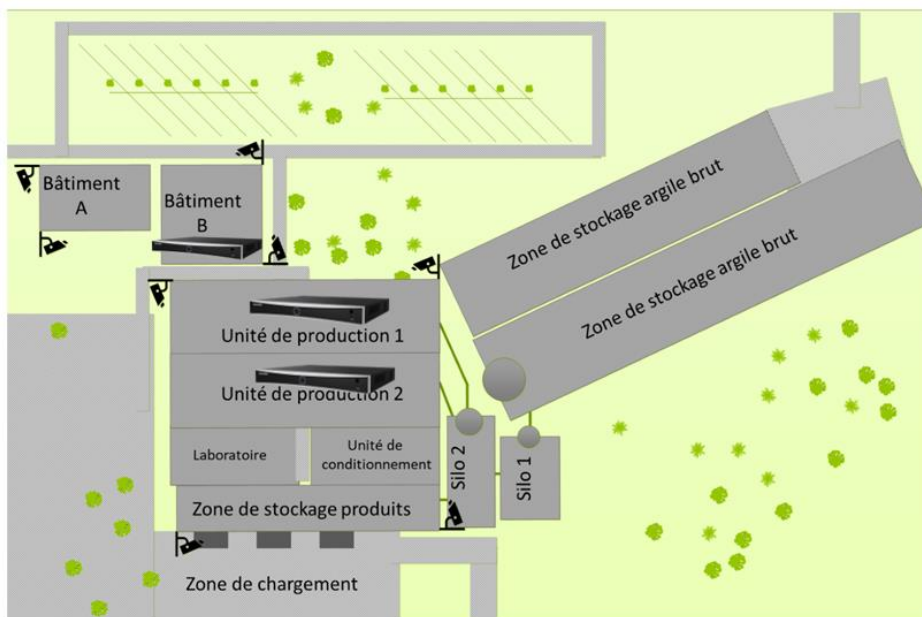 Bâtiment
A
Bâtiment
B
Zone de stockage argile brut
Zone de stockage argile brut
Unité de production 1
Unité de production 2
Laboratoire
Unité de
conditionnement
Silo 2
Silo 1
Zone de stockage produits
Zone de chargement